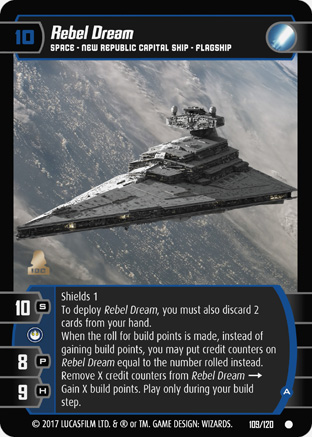 10
Rebel Dream
SPACE - NEW REPUBLIC CAPITAL SHIP - FLAGSHIP
100
10 S
8 P
9 H
Shields 1
To deploy Rebel Dream, you must also discard 2
cards from your hand.
When the roll for build points is made, instead of
gaining build points, you may put credit counters on
Rebel Dream equal to the number rolled instead.
Remove X credit counters from Rebel Dream →
Gain X build points. Play only during your build
step.
A
© 2017 LUCASFILM LTD. & ® or TM. GAME DESIGN: WIZARDS. 109/120